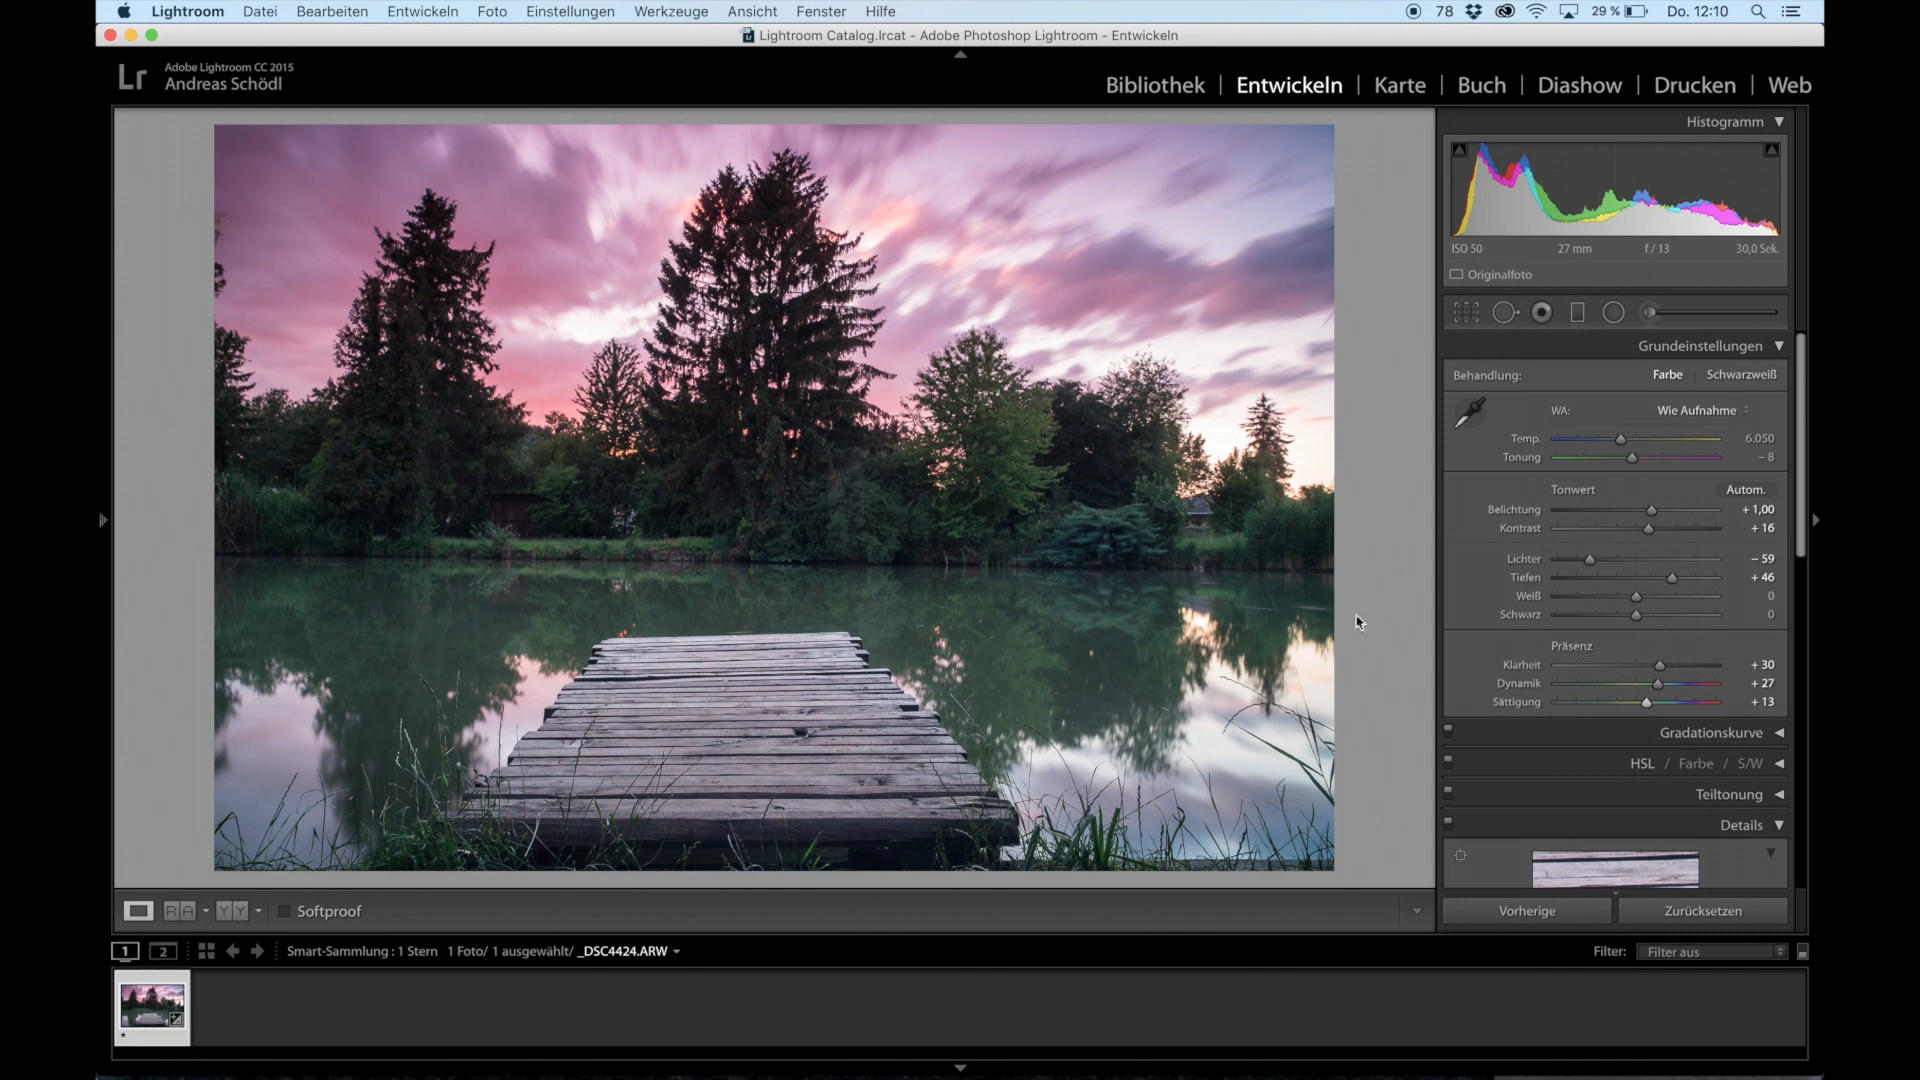 Lightroom Datei Bearbeiten Entwickeln Foto Einstellungen Werkzeuge Ansicht Fenster Hilfe 78 29 % Do. 12:10
Lightroom Catalog.lrcat - Adobe Photoshop Lightroom - Entwickeln
Lr Adobe Lightroom CC 2015
Andreas Schödl
Bibliothek | Entwickeln | Karte | Buch | Diashow | Drucken | Web
Histogramm
ISO 50 27 mm f / 13 30,0 Sek.
Originalfoto
Grundeinstellungen
Behandlung: Farbe Schwarzweiß
WA: Wie Aufnahme
Temp. 6.050
Tonung – 8
Tonwert Autom.
Belichtung + 1,00
Kontrast + 16
Lichter – 59
Tiefen + 46
Weiß 0
Schwarz 0
Präsenz
Klarheit + 30
Dynamik + 27
Sättigung + 13
Gradationskurve
HSL / Farbe / S/W
Teiltonung
Details
Vorherige Zurücksetzen
R A Y Y Softproof
1 2 Smart-Sammlung : 1 Stern 1 Foto/ 1 ausgewählt/ _DSC4424.ARW Filter: Filter aus